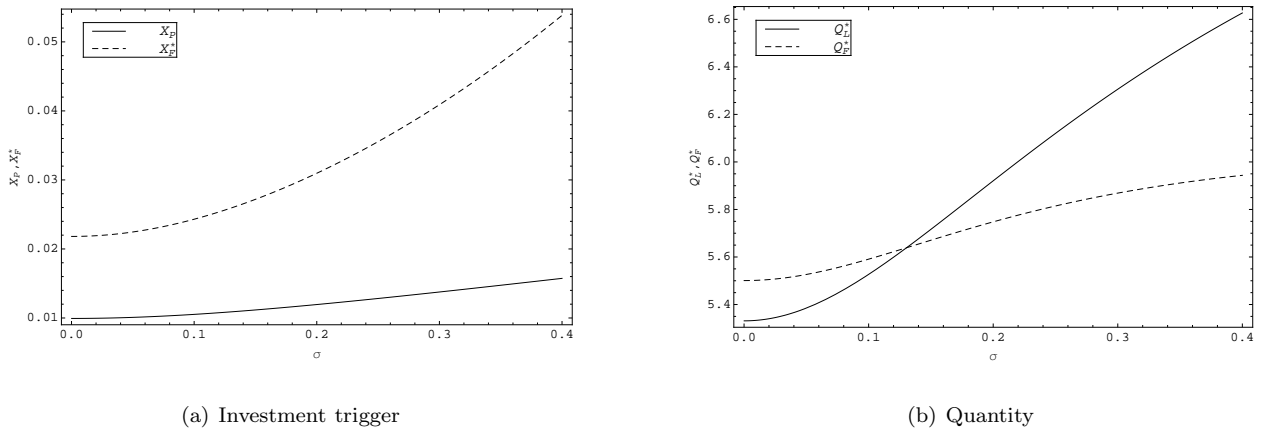 X_P
X_F^*
0.05
0.04
0.03
0.02
0.01
X_P, X_F^*
0.0 0.1 0.2 0.3 0.4
σ
(a) Investment trigger
Q_L^*
Q_F^*
6.6
6.4
6.2
6.0
5.8
5.6
5.4
Q_L^*, Q_F^*
0.0 0.1 0.2 0.3 0.4
σ
(b) Quantity